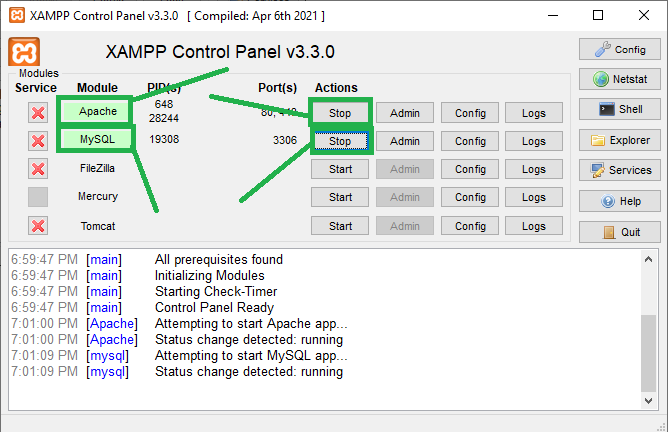 XAMPP Control Panel v3.3.0 [ Compiled: Apr 6th 2021 ]
XAMPP Control Panel v3.3.0
Config
Modules
Service Module PID(s) Port(s) Actions
Netstat
Apache 648 28244 80, Stop Admin Config Logs
Shell
MySQL 19308 3306 Stop Admin Config Logs
Explorer
FileZilla Start Admin Config Logs
Services
Mercury Start Admin Config Logs
Help
Tomcat Start Admin Config Logs
Quit
6:59:47 PM [main] All prerequisites found
6:59:47 PM [main] Initializing Modules
6:59:47 PM [main] Starting Check-Timer
6:59:47 PM [main] Control Panel Ready
7:01:00 PM [Apache] Attempting to start Apache app...
7:01:00 PM [Apache] Status change detected: running
7:01:09 PM [mysql] Attempting to start MySQL app...
7:01:09 PM [mysql] Status change detected: running